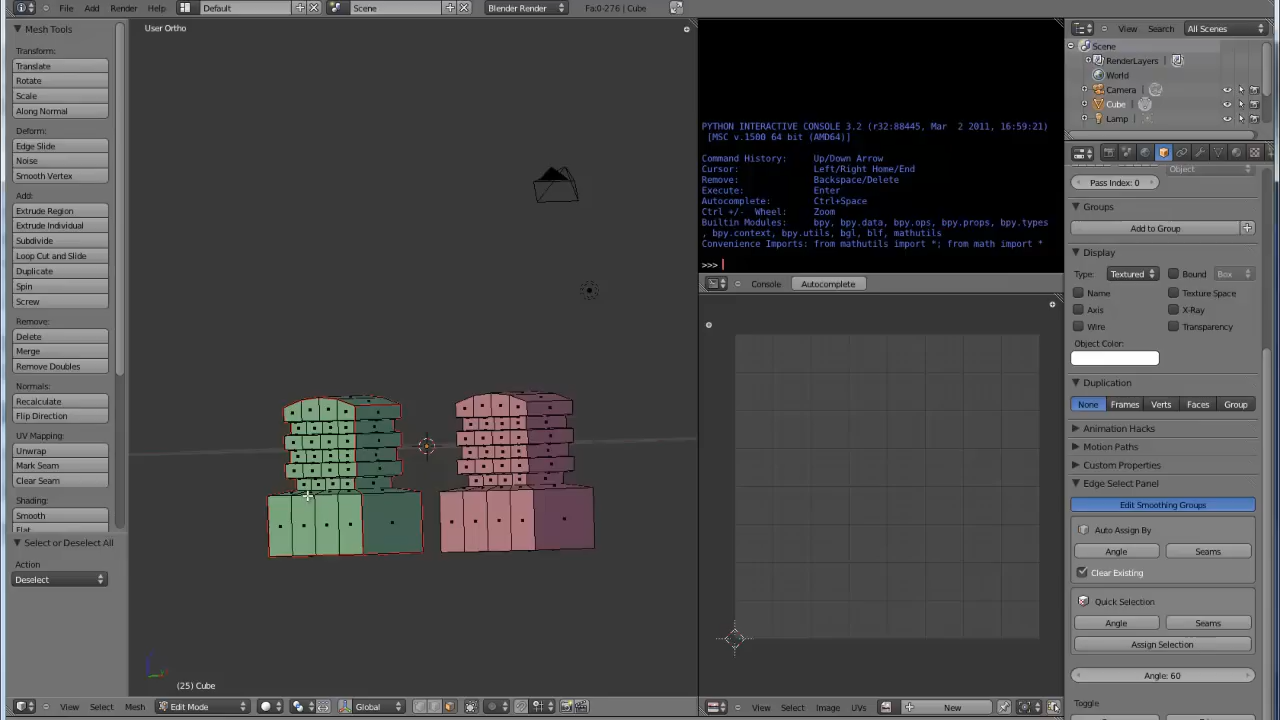 File
Add
Render
Help
Default
Scene
Blender Render
Fa:0-276 | Cube
Mesh Tools
Transform:
Translate
Rotate
Scale
Along Normal
Deform:
Edge Slide
Noise
Smooth Vertex
Add:
Extrude Region
Extrude Individual
Subdivide
Loop Cut and Slide
Duplicate
Spin
Screw
Remove:
Delete
Merge
Remove Doubles
Normals:
Recalculate
Flip Direction
UV Mapping:
Unwrap
Mark Seam
Clear Seam
Shading:
Smooth
Flat
Select or Deselect All
Action
Deselect
User Ortho
(25) Cube
View
Select
Mesh
Edit Mode
Global
PYTHON INTERACTIVE CONSOLE 3.2 (r32:88445, Mar  2 2011, 16:59:21)
[MSC v.1500 64 bit (AMD64)]
Command History:     Up/Down Arrow
Cursor:              Left/Right Home/End
Remove:              Backspace/Delete
Execute:             Enter
Autocomplete:        Ctrl+Space
Ctrl +/-  Wheel:     Zoom
Builtin Modules:     bpy, bpy.data, bpy.ops, bpy.props, bpy.types
, bpy.context, bpy.utils, bgl, blf, mathutils
Convenience Imports: from mathutils import *; from math import *
>>>
Console
Autocomplete
View
Select
Image
UVs
New
View
Search
All Scenes
Scene
RenderLayers
World
Camera
Cube
Lamp
Object
Pass Index: 0
Groups
Add to Group
Display
Type:
Textured
Bound
Box
Name
Texture Space
Axis
X-Ray
Wire
Transparency
Object Color:
Duplication
None
Frames
Verts
Faces
Group
Animation Hacks
Motion Paths
Custom Properties
Edge Select Panel
Edit Smoothing Groups
Auto Assign By
Angle
Seams
Clear Existing
Quick Selection
Angle
Seams
Assign Selection
Angle: 60
Toggle